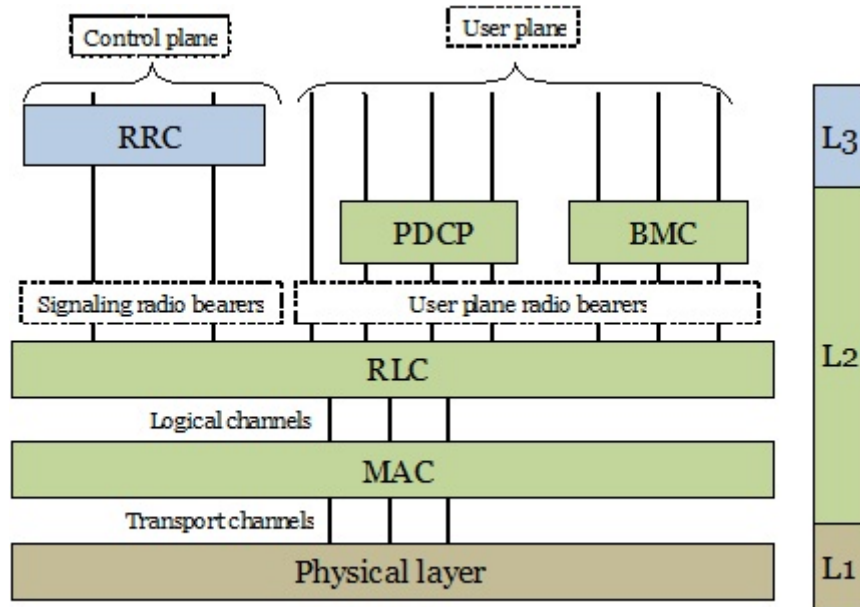 Control plane
User plane
RRC
L3
PDCP
BMC
Signaling radio bearers
User plane radio bearers
RLC
L2
Logical channels
MAC
Transport channels
Physical layer
L1